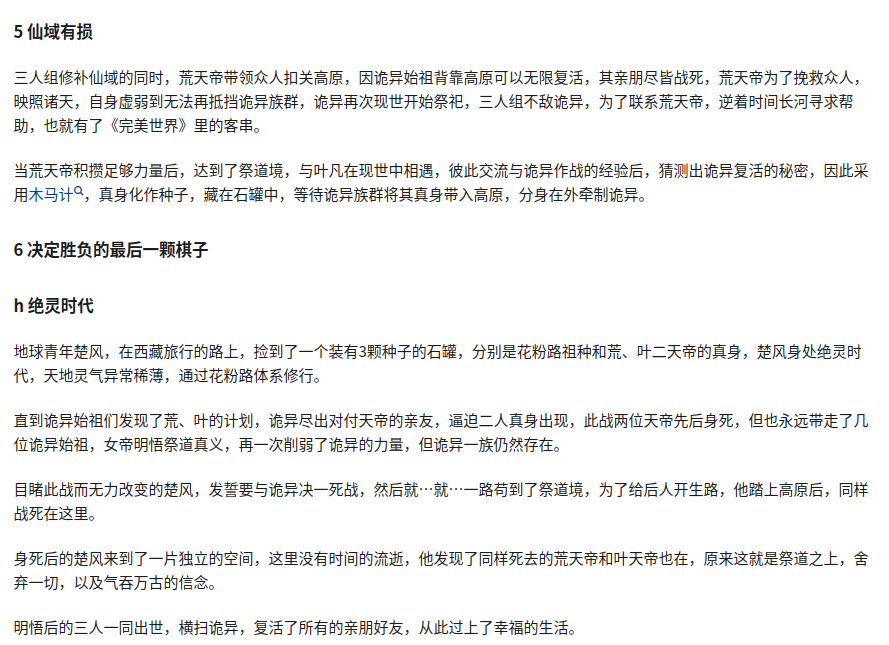 5 仙域有损
三人组修补仙域的同时，荒天帝带领众人扣关高原，因诡异始祖背靠高原可以无限复活，其亲朋尽皆战死，荒天帝为了挽救众人，
映照诸天，自身虚弱到无法再抵挡诡异族群，诡异再次现世开始祭祀，三人组不敌诡异，为了联系荒天帝，逆着时间长河寻求帮
助，也就有了《完美世界》里的客串。
当荒天帝积攒足够力量后，达到了祭道境，与叶凡在现世中相遇，彼此交流与诡异作战的经验后，猜测出诡异复活的秘密，因此采
用木马计，真身化作种子，藏在石罐中，等待诡异族群将其真身带入高原，分身在外牵制诡异。
6 决定胜负的最后一颗棋子
h 绝灵时代
地球青年楚风，在西藏旅行的路上，捡到了一个装有3颗种子的石罐，分别是花粉路祖种和荒、叶二天帝的真身，楚风身处绝灵时
代，天地灵气异常稀薄，通过花粉路体系修行。
直到诡异始祖们发现了荒、叶的计划，诡异尽出对付天帝的亲友，逼迫二人真身出现，此战两位天帝先后身死，但也永远带走了几
位诡异始祖，女帝明悟祭道真义，再一次削弱了诡异的力量，但诡异一族仍然存在。
目睹此战而无力改变的楚风，发誓要与诡异决一死战，然后就…就…一路苟到了祭道境，为了给后人开生路，他踏上高原后，同样
战死在这里。
身死后的楚风来到了一片独立的空间，这里没有时间的流逝，他发现了同样死去的荒天帝和叶天帝也在，原来这就是祭道之上，舍
弃一切，以及气吞万古的信念。
明悟后的三人一同出世，横扫诡异，复活了所有的亲朋好友，从此过上了幸福的生活。